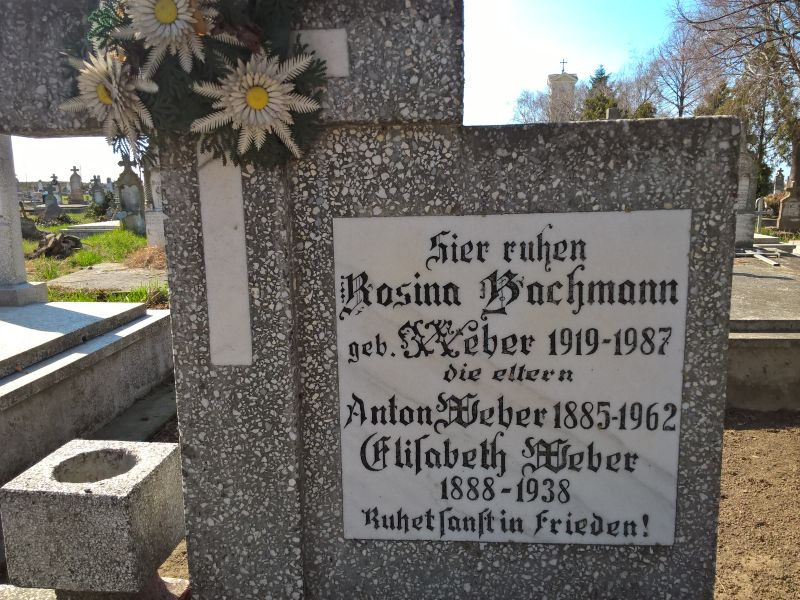 Hier ruhen
Rosina Bachmann
geb. Weber 1919-1987
die eltern
Anton Weber 1885-1962
Eliſabeth Weber
1888-1938
Ruhet ſanft in Frieden!